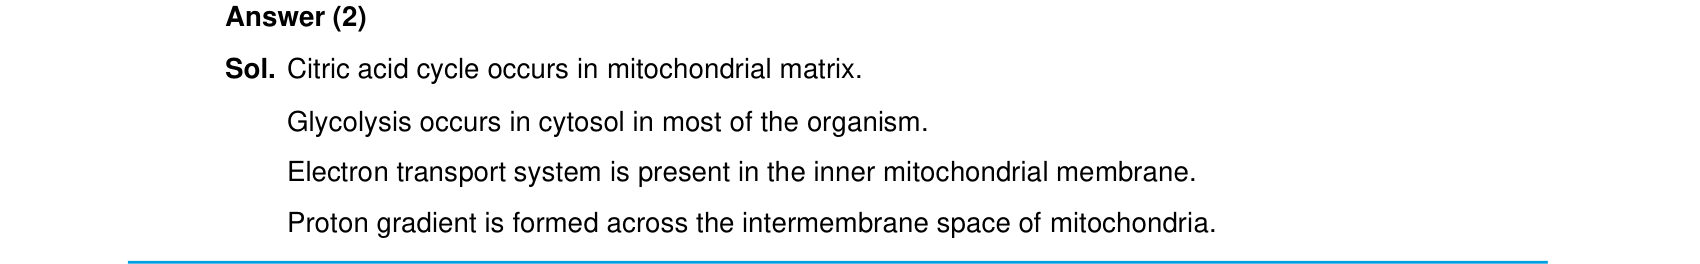 Answer (2)
Sol. Citric acid cycle occurs in mitochondrial matrix.
Glycolysis occurs in cytosol in most of the organism.
Electron transport system is present in the inner mitochondrial membrane.
Proton gradient is formed across the intermembrane space of mitochondria.